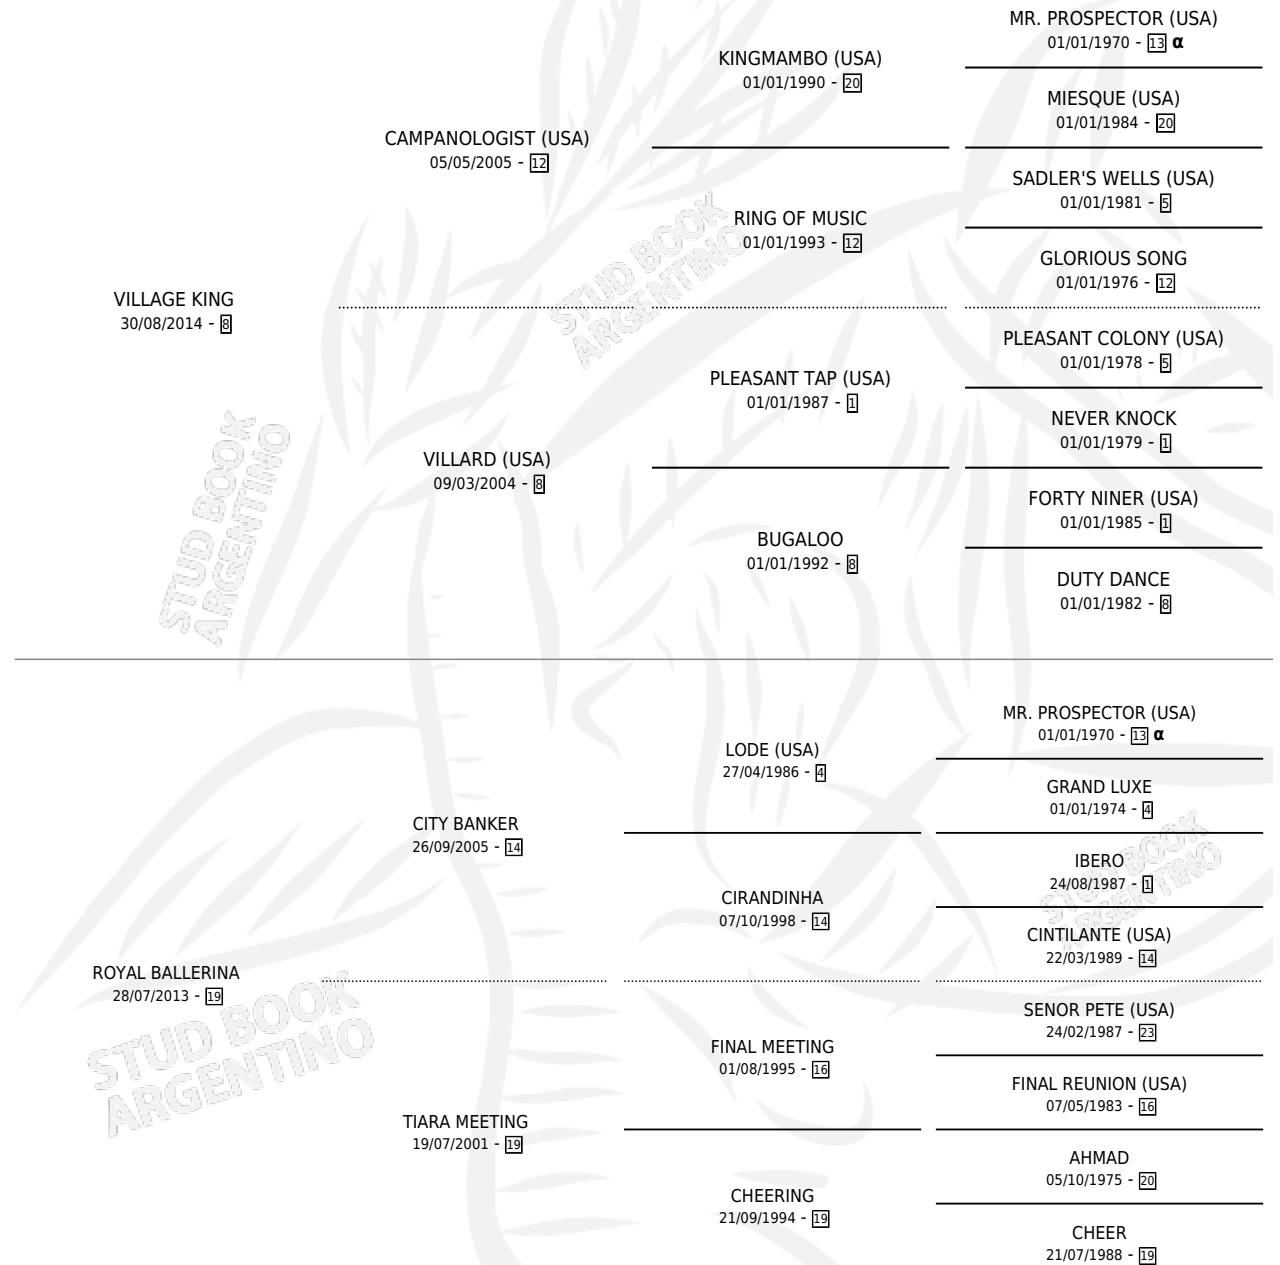 MR. PROSPECTOR (USA)
01/01/1970 - 13 α
KINGMAMBO (USA)
01/01/1990 - 20
MIESQUE (USA)
01/01/1984 - 20
CAMPANOLOGIST (USA)
05/05/2005 - 12
SADLER'S WELLS (USA)
01/01/1981 - 5
RING OF MUSIC
01/01/1993 - 12
GLORIOUS SONG
01/01/1976 - 12
VILLAGE KING
30/08/2014 - 8
PLEASANT COLONY (USA)
01/01/1978 - 5
PLEASANT TAP (USA)
01/01/1987 - 1
NEVER KNOCK
01/01/1979 - 1
VILLARD (USA)
09/03/2004 - 8
FORTY NINER (USA)
01/01/1985 - 1
BUGALOO
01/01/1992 - 8
DUTY DANCE
01/01/1982 - 8
STUD BOOK
ARGENTINO
STUD BOOK
ARGENTINO
MR. PROSPECTOR (USA)
01/01/1970 - 13 α
LODE (USA)
27/04/1986 - 4
GRAND LUXE
01/01/1974 - 4
CITY BANKER
26/09/2005 - 14
IBERO
24/08/1987 - 1
CIRANDINHA
07/10/1998 - 14
CINTILANTE (USA)
22/03/1989 - 14
ROYAL BALLERINA
28/07/2013 - 19
SENOR PETE (USA)
24/02/1987 - 23
FINAL MEETING
01/08/1995 - 16
FINAL REUNION (USA)
07/05/1983 - 16
TIARA MEETING
19/07/2001 - 19
AHMAD
05/10/1975 - 20
CHEERING
21/09/1994 - 19
CHEER
21/07/1988 - 19
STUD BOOK
ARGENTINO
STUD BOOK
ARGENTINO